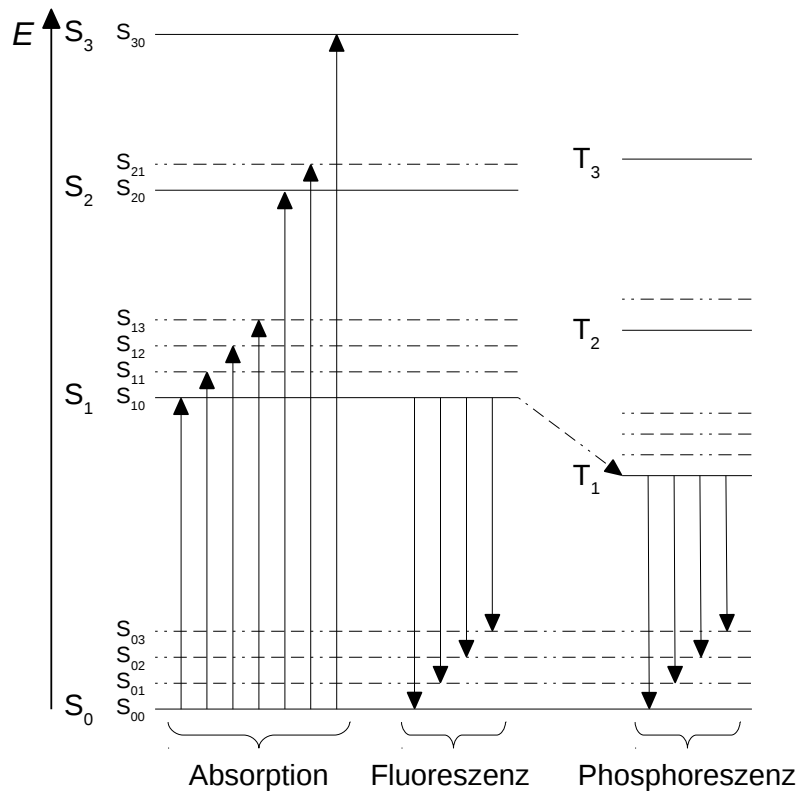 E
S3 S30
S21
T3
S2 S20
S13
T2
S12
S11
S1 S10
T1
S03
S02
S01
S0 S00
Absorption Fluoreszenz Phosphoreszenz